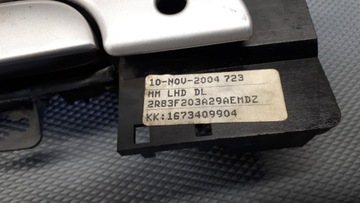 10-NOV-2004 723
MM LHD DL
2R83F203A29AEMDZ
KK:1673409904